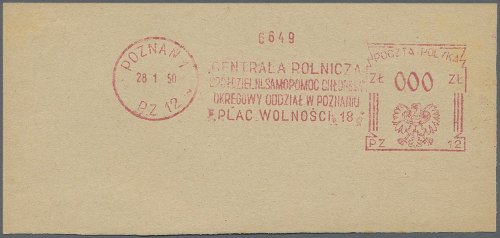 6649
POZNAŃ 1
28 1 50
PZ 12
CENTRALA ROLNICZA
SPÓŁDZIELNI „SAMOPOMOC CHŁOPSKA"
OKRĘGOWY ODDZIAŁ W POZNANIU
PLAC WOLNOŚCI 18
POCZTA POLSKA
ZŁ 000 ZŁ
PZ 12